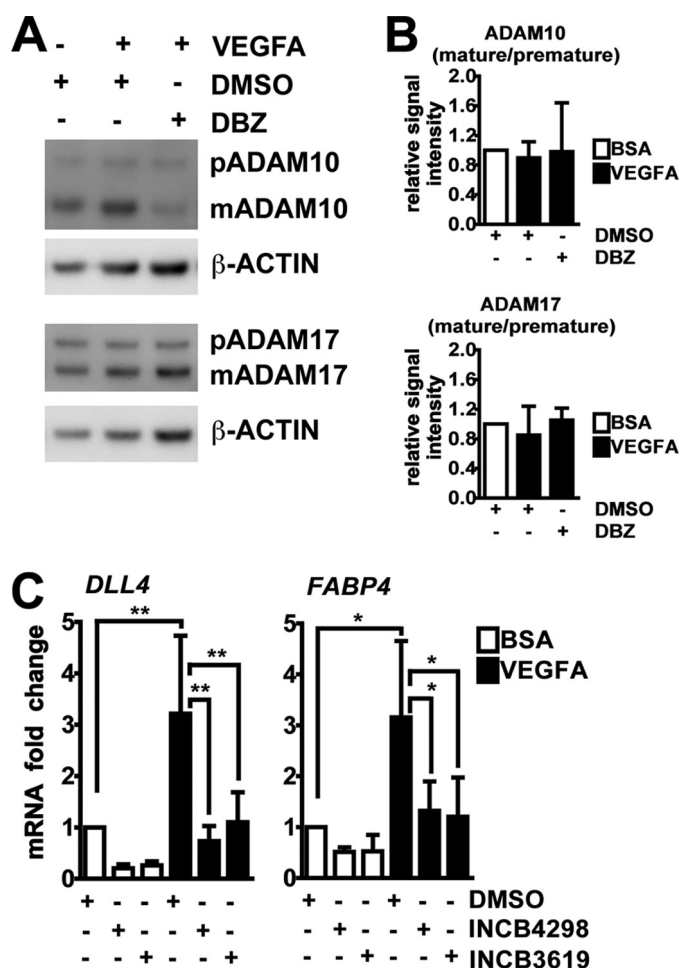 A
- + + VEGFA
+ + - DMSO
- - + DBZ
pADAM10
mADAM10
β-ACTIN
pADAM17
mADAM17
β-ACTIN
B
ADAM10
(mature/premature)
relative signal
intensity
2.0
1.6
1.2
0.8
0.4
0.0
BSA
VEGFA
+ + - DMSO
- - + DBZ
ADAM17
(mature/premature)
relative signal
intensity
2.0
1.6
1.2
0.8
0.4
0.0
BSA
VEGFA
+ + - DMSO
- - + DBZ
C
DLL4
mRNA fold change
5
4
3
2
1
0
**
**
**
FABP4
5
4
3
2
1
0
*
*
*
BSA
VEGFA
+ - - + - - + - - + - - DMSO
- + - - + - - + - - + - INCB4298
- - + - - + - - + - - + INCB3619